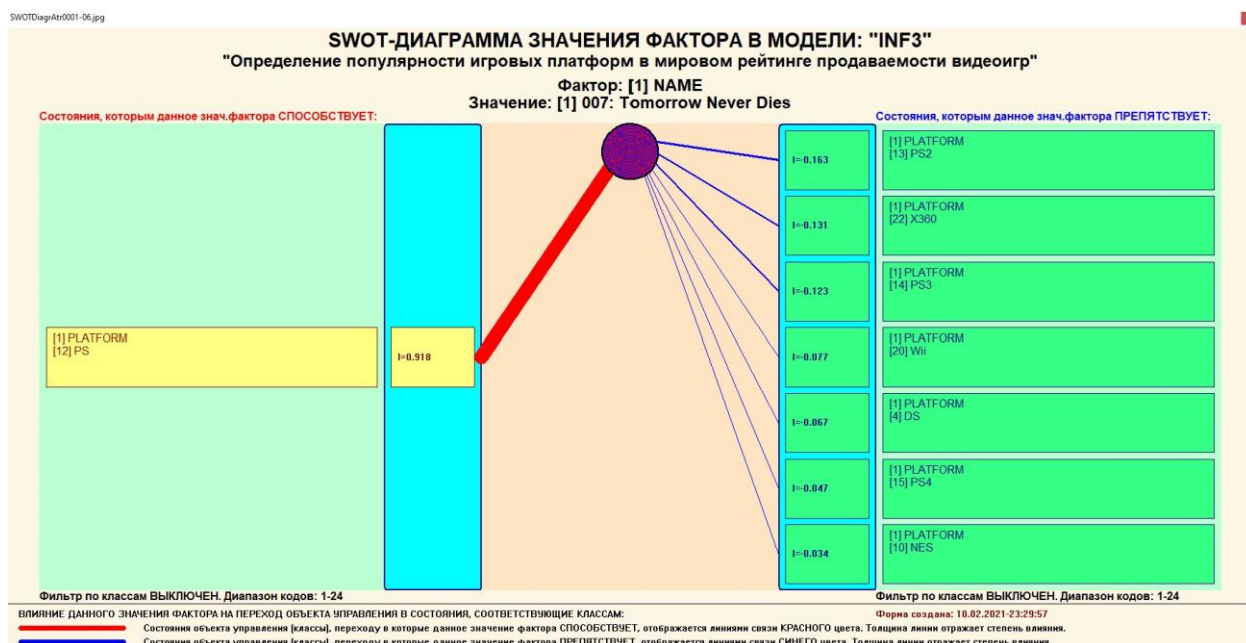 SWOTDiagrAtr0001-06.jpg
SWOT-ДИАГРАММА ЗНАЧЕНИЯ ФАКТОРА В МОДЕЛИ: "INF3"
"Определение популярности игровых платформ в мировом рейтинге продаваемости видеоигр"
Фактор: [1] NAME
Значение: [1] 007: Tomorrow Never Dies
Состояния, которым данное знач.фактора СПОСОБСТВУЕТ:
Состояния, которым данное знач.фактора ПРЕПЯТСТВУЕТ:
[1] PLATFORM
[12] PS
I=0.918
I=-0.163
[1] PLATFORM
[13] PS2
I=-0.131
[1] PLATFORM
[22] X360
I=-0.123
[1] PLATFORM
[14] PS3
I=-0.077
[1] PLATFORM
[20] Wii
I=-0.067
[1] PLATFORM
[4] DS
I=-0.047
[1] PLATFORM
[15] PS4
I=-0.034
[1] PLATFORM
[10] NES
Фильтр по классам ВЫКЛЮЧЕН. Диапазон кодов: 1-24
Фильтр по классам ВЫКЛЮЧЕН. Диапазон кодов: 1-24
ВЛИЯНИЕ ДАННОГО ЗНАЧЕНИЯ ФАКТОРА НА ПЕРЕХОД ОБЪЕКТА УПРАВЛЕНИЯ В СОСТОЯНИЯ, СООТВЕТСТВУЮЩИЕ КЛАССАМ:
Форма создана: 10.02.2021-23:29:57
Состояния объекта управления [классы], переходу в которые данное значение фактора СПОСОБСТВУЕТ, отображается линиями связи КРАСНОГО цвета. Толщина линии отражает степень влияния.
Состояния объекта управления [классы], переходу в которые данное значение фактора ПРЕПЯТСТВУЕТ, отображается линиями связи СИНЕГО цвета. Толщина линии отражает степень влияния.